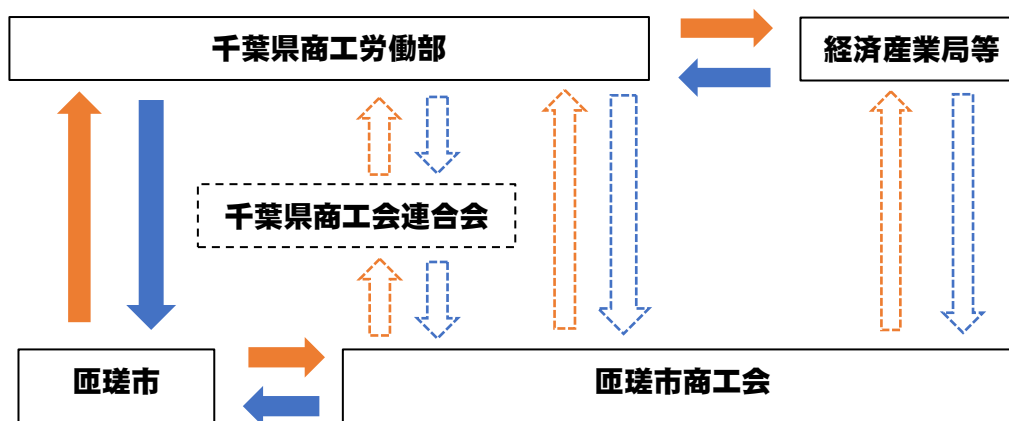 千葉県商工労働部
経済産業局等
千葉県商工会連合会
匝瑳市
匝瑳市商工会